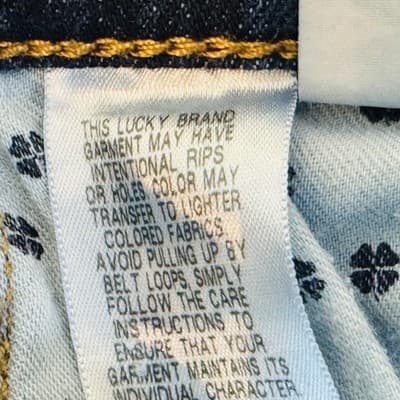 THIS LUCKY BRAND
GARMENT MAY HAVE
INTENTIONAL RIPS
OR HOLES. COLOR MAY
TRANSFER TO LIGHTER
COLORED FABRICS
AVOID PULLING UP BY
BELT LOOPS. SIMPLY
FOLLOW THE CARE
INSTRUCTIONS TO
ENSURE THAT YOUR
GARMENT MAINTAINS ITS
INDIVIDUAL CHARACTER.